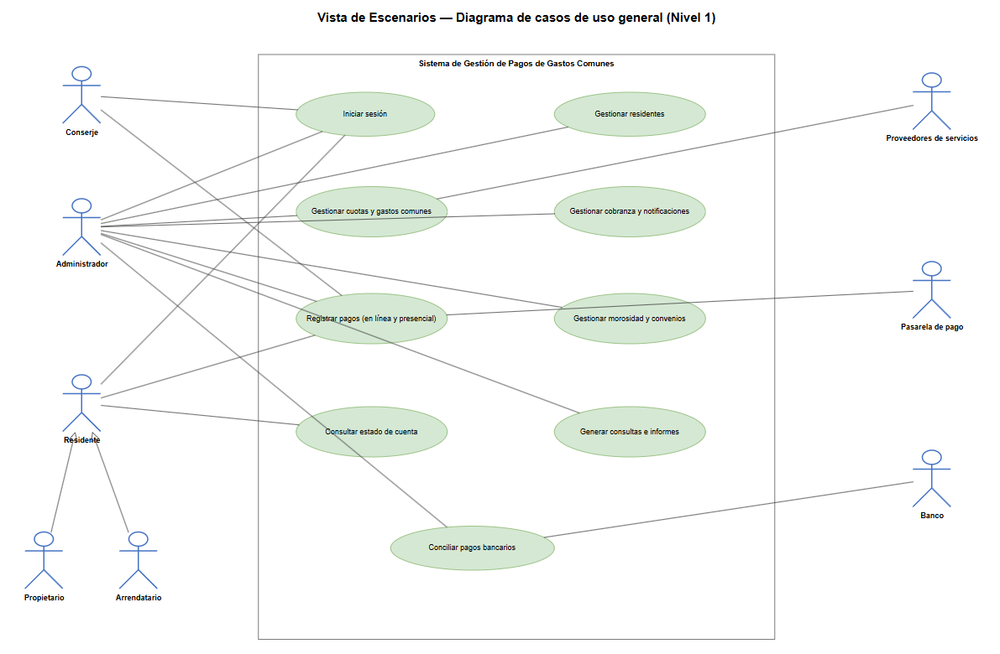 Vista de Escenarios — Diagrama de casos de uso general (Nivel 1)
Sistema de Gestión de Pagos de Gastos Comunes
Conserje
Iniciar sesión
Gestionar residentes
Proveedores de servicios
Administrador
Gestionar cuotas y gastos comunes
Gestionar cobranza y notificaciones
Registrar pagos (en línea y presencial)
Gestionar morosidad y convenios
Pasarela de pago
Residente
Consultar estado de cuenta
Generar consultas e informes
Banco
Conciliar pagos bancarios
Propietario
Arrendatario